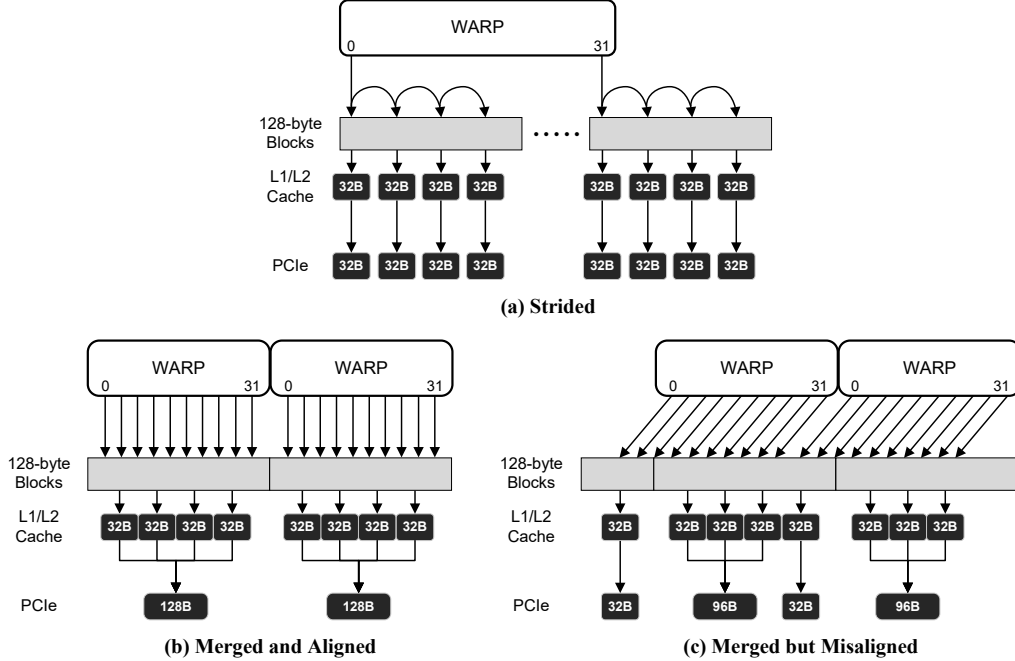 WARP
0 31
128-byte
Blocks
.....
L1/L2
Cache
32B 32B 32B 32B 32B 32B 32B 32B
PCIe
32B 32B 32B 32B 32B 32B 32B 32B
(a) Strided
WARP WARP
0 31 0 31
128-byte
Blocks
L1/L2
Cache
32B 32B 32B 32B 32B 32B 32B 32B
PCIe
128B 128B
(b) Merged and Aligned
WARP WARP
0 31 0 31
128-byte
Blocks
L1/L2
Cache
32B 32B 32B 32B 32B 32B 32B 32B
PCIe
32B 96B 32B 96B
(c) Merged but Misaligned